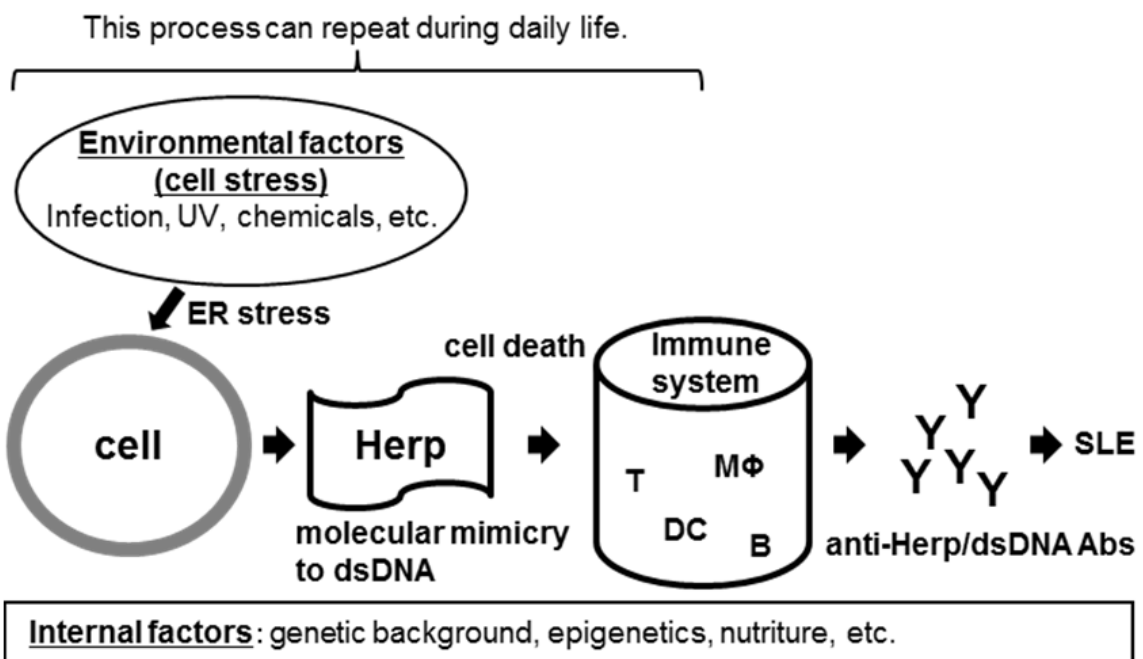 This process can repeat during daily life.
Environmental factors
(cell stress)
Infection, UV, chemicals, etc.
ER stress
cell
Herp
molecular mimicry
to dsDNA
cell death
Immune
system
T
MΦ
DC
B
Y
Y
Y
Y
Y
anti-Herp/dsDNA Abs
SLE
Internal factors: genetic background, epigenetics, nutriture, etc.